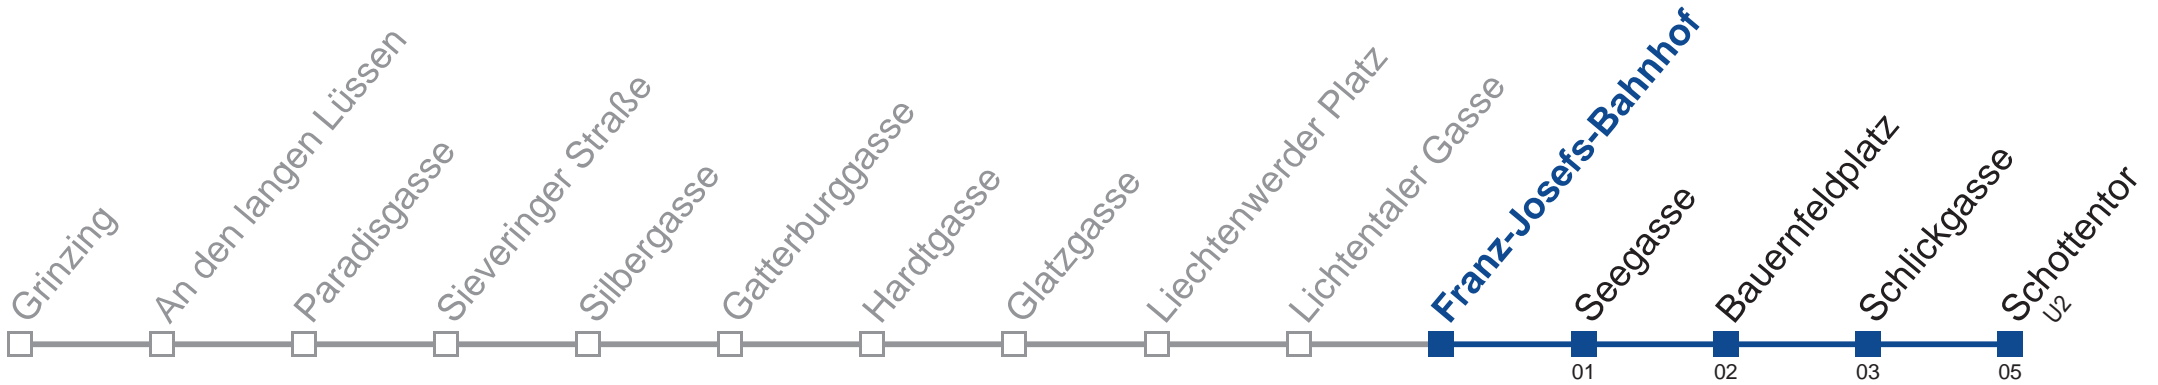 Grinzing
An den langen Lüssen
Paradisgasse
Sieveringer Straße
Silbergasse
Gatterburggasse
Hardtgasse
Glatzgasse
Liechtenwerder Platz
Lichtentaler Gasse
Franz-Josefs-Bahnhof
Seegasse
Bauernfeldplatz
Schlickgasse
Schottentor
U2
01
02
03
05